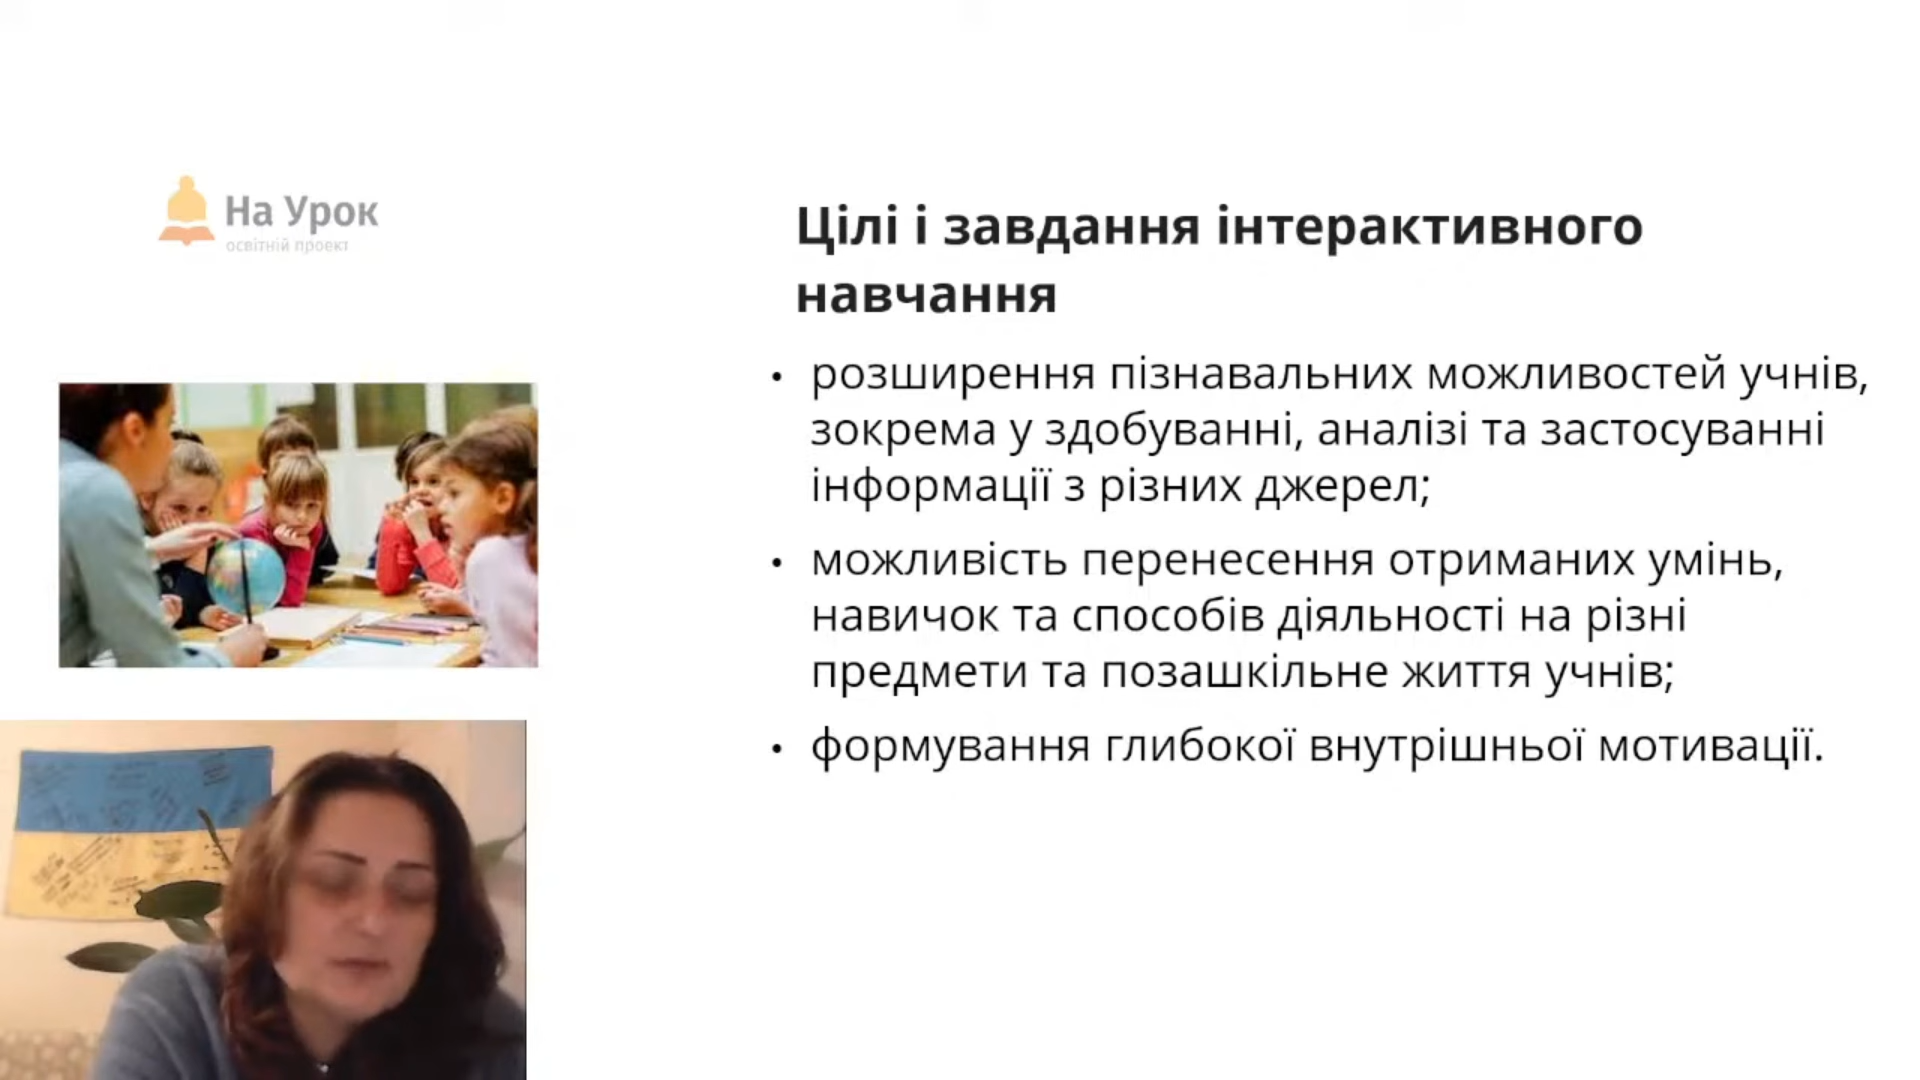 На Урок
освітній проект
Цілі і завдання інтерактивного
навчання
• розширення пізнавальних можливостей учнів,
зокрема у здобуванні, аналізі та застосуванні
інформації з різних джерел;
• можливість перенесення отриманих умінь,
навичок та способів діяльності на різні
предмети та позашкільне життя учнів;
• формування глибокої внутрішньої мотивації.